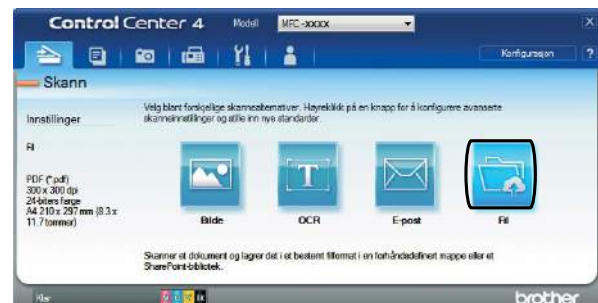 Control Center 4 Modell MFC-XXXX
Konfigurasjon ?
Skann
Velg blant forskjellige skannealternativer. Høyreklikk på en knapp for å konfigurere avanserte
skanneinnstillinger og stille inn nye standarder.
Innstillinger
Fil
PDF (*.pdf)
300 x 300 dpi
24-biters farge
A4 210 x 297 mm (8.3 x
11.7 tommer)
T
Bilde OCR E-post Fil
Skanner et dokument og lagrer det i et bestemt filformat i en forhåndsdefinert mappe eller et
SharePoint-bibliotek.
Klar
brother